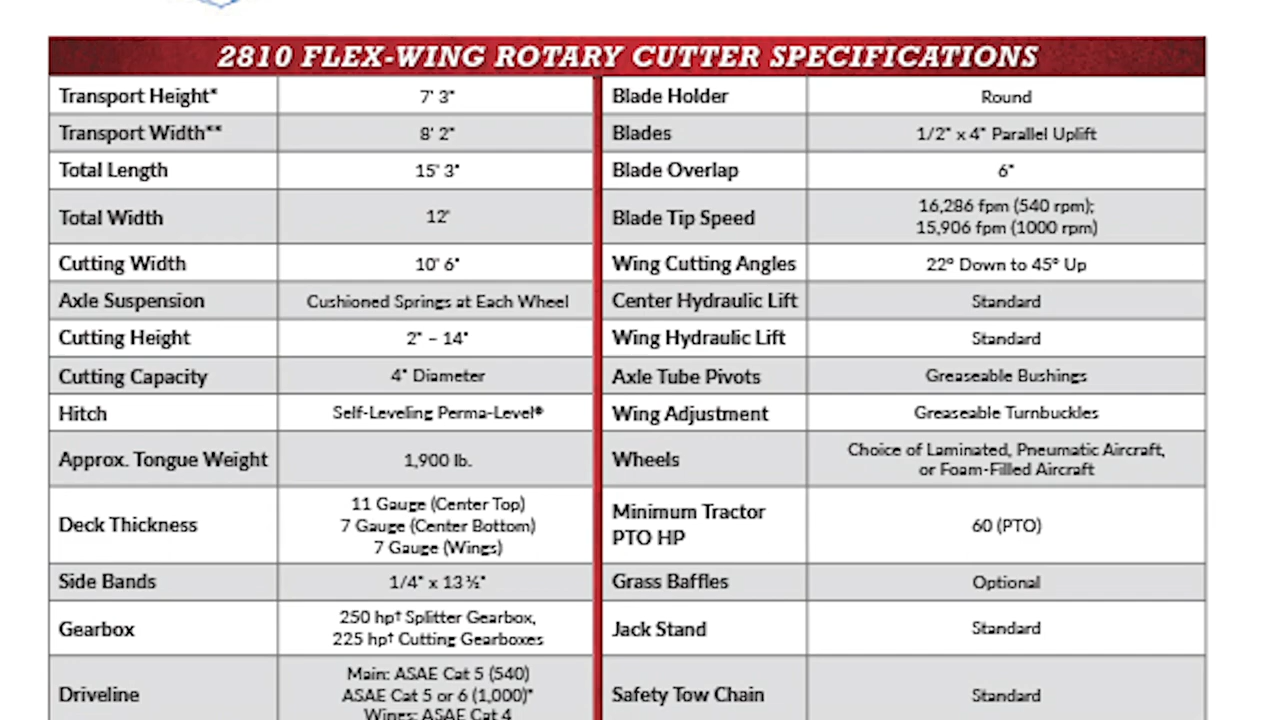 2810 FLEX-WING ROTARY CUTTER SPECIFICATIONS
Transport Height* 7' 3" Blade Holder Round
Transport Width** 8' 2" Blades 1/2" x 4" Parallel Uplift
Total Length 15' 3" Blade Overlap 6"
Total Width 12' Blade Tip Speed 16,286 fpm (540 rpm);
15,906 fpm (1000 rpm)
Cutting Width 10' 6" Wing Cutting Angles 22° Down to 45° Up
Axle Suspension Cushioned Springs at Each Wheel Center Hydraulic Lift Standard
Cutting Height 2" – 14" Wing Hydraulic Lift Standard
Cutting Capacity 4" Diameter Axle Tube Pivots Greaseable Bushings
Hitch Self-Leveling Perma-Level® Wing Adjustment Greaseable Turnbuckles
Approx. Tongue Weight 1,900 lb. Wheels Choice of Laminated, Pneumatic Aircraft,
or Foam-Filled Aircraft
Deck Thickness 11 Gauge (Center Top)
7 Gauge (Center Bottom)
7 Gauge (Wings)
Minimum Tractor
PTO HP 60 (PTO)
Side Bands 1/4" x 13 ½" Grass Baffles Optional
Gearbox 250 hp† Splitter Gearbox,
225 hp† Cutting Gearboxes
Jack Stand Standard
Driveline Main: ASAE Cat 5 (540)
ASAE Cat 5 or 6 (1,000)*
Wings: ASAE Cat 4
Safety Tow Chain Standard